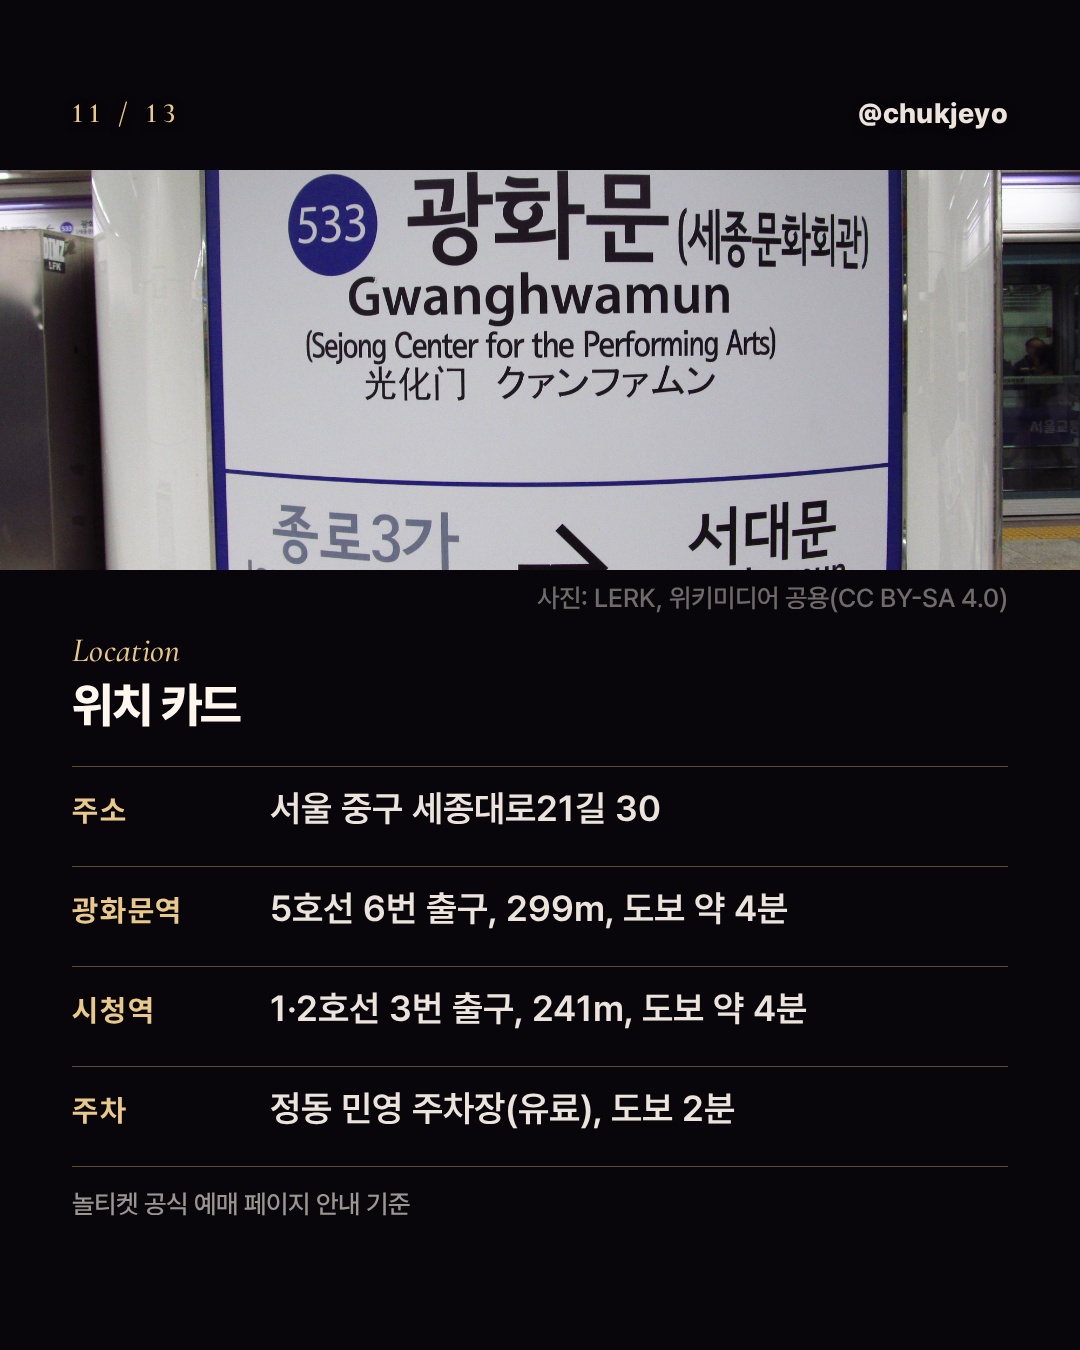 11 / 13
@chukjeyo
533 광화문 (세종문화회관)
Gwanghwamun
(Sejong Center for the Performing Arts)
光化门 クァンファムン
종로3가 → 서대문
사진: LERK, 위키미디어 공용(CC BY-SA 4.0)
Location
위치 카드
주소 서울 중구 세종대로21길 30
광화문역 5호선 6번 출구, 299m, 도보 약 4분
시청역 1·2호선 3번 출구, 241m, 도보 약 4분
주차 정동 민영 주차장(유료), 도보 2분
놀티켓 공식 예매 페이지 안내 기준